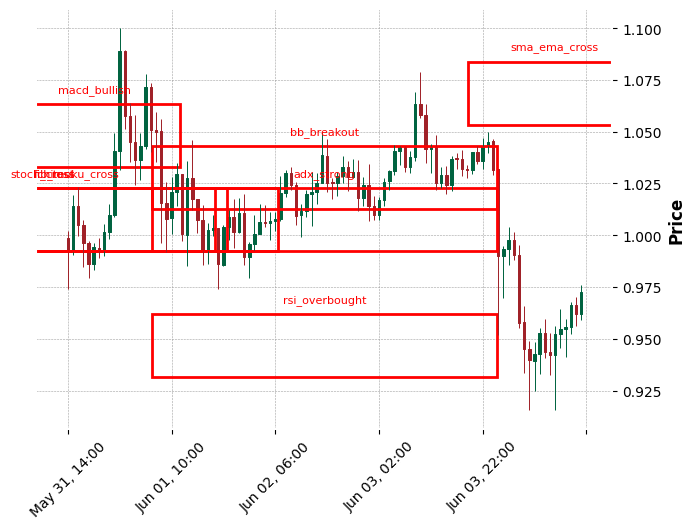 sma_ema_cross
macd_bullish
bb_breakout
adx_strong
rsi_overbought
1.100
1.075
1.050
1.025
1.000
0.975
0.950
0.925
Price
May 31, 14:00
Jun 01, 10:00
Jun 02, 06:00
Jun 03, 02:00
Jun 03, 22:00